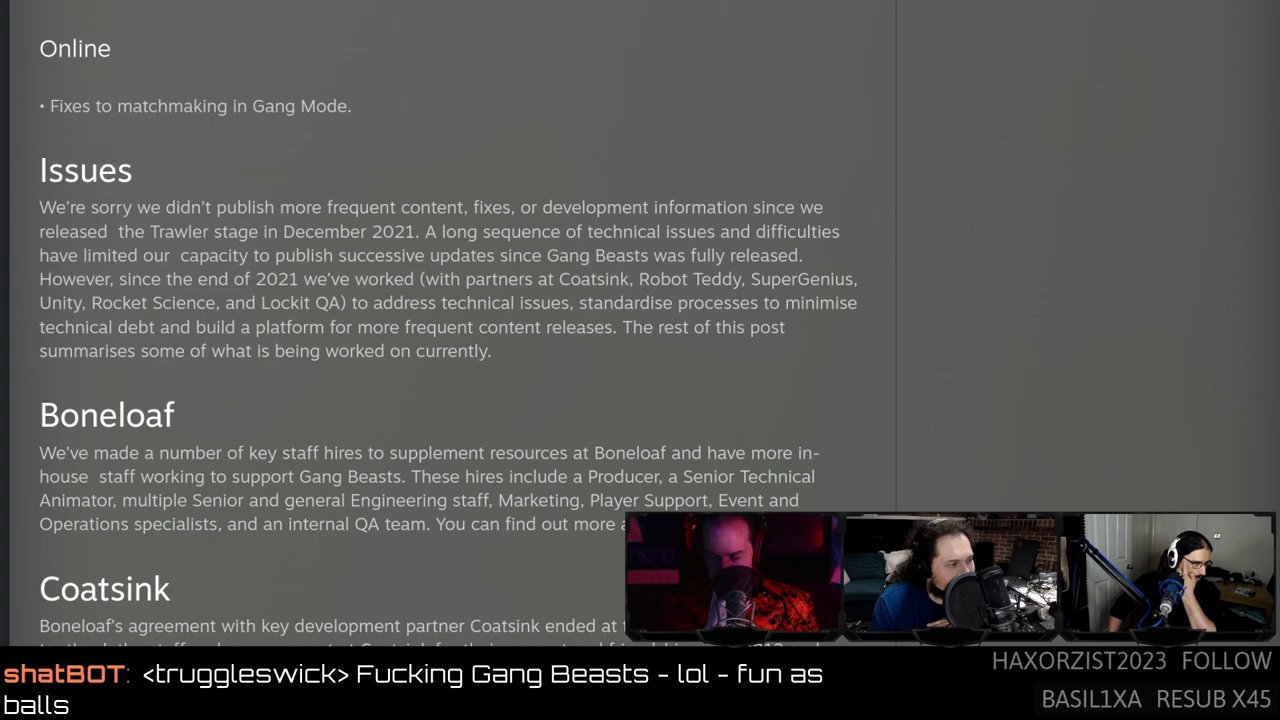 Online
• Fixes to matchmaking in Gang Mode.
Issues
We're sorry we didn't publish more frequent content, fixes, or development information since we
released the Trawler stage in December 2021. A long sequence of technical issues and difficulties
have limited our capacity to publish successive updates since Gang Beasts was fully released.
However, since the end of 2021 we've worked (with partners at Coatsink, Robot Teddy, SuperGenius,
Unity, Rocket Science, and Lockit QA) to address technical issues, standardise processes to minimise
technical debt and build a platform for more frequent content releases. The rest of this post
summarises some of what is being worked on currently.
Boneloaf
We've made a number of key staff hires to supplement resources at Boneloaf and have more in-
house staff working to support Gang Beasts. These hires include a Producer, a Senior Technical
Animator, multiple Senior and general Engineering staff, Marketing, Player Support, Event and
Operations specialists, and an internal QA team. You can find out more
Coatsink
Boneloaf's agreement with key development partner Coatsink ended at
shatBOT: <truggleswick> Fucking Gang Beasts - lol - fun as
balls
HAXORZIST2023 FOLLOW
BASIL1XA RESUB X45